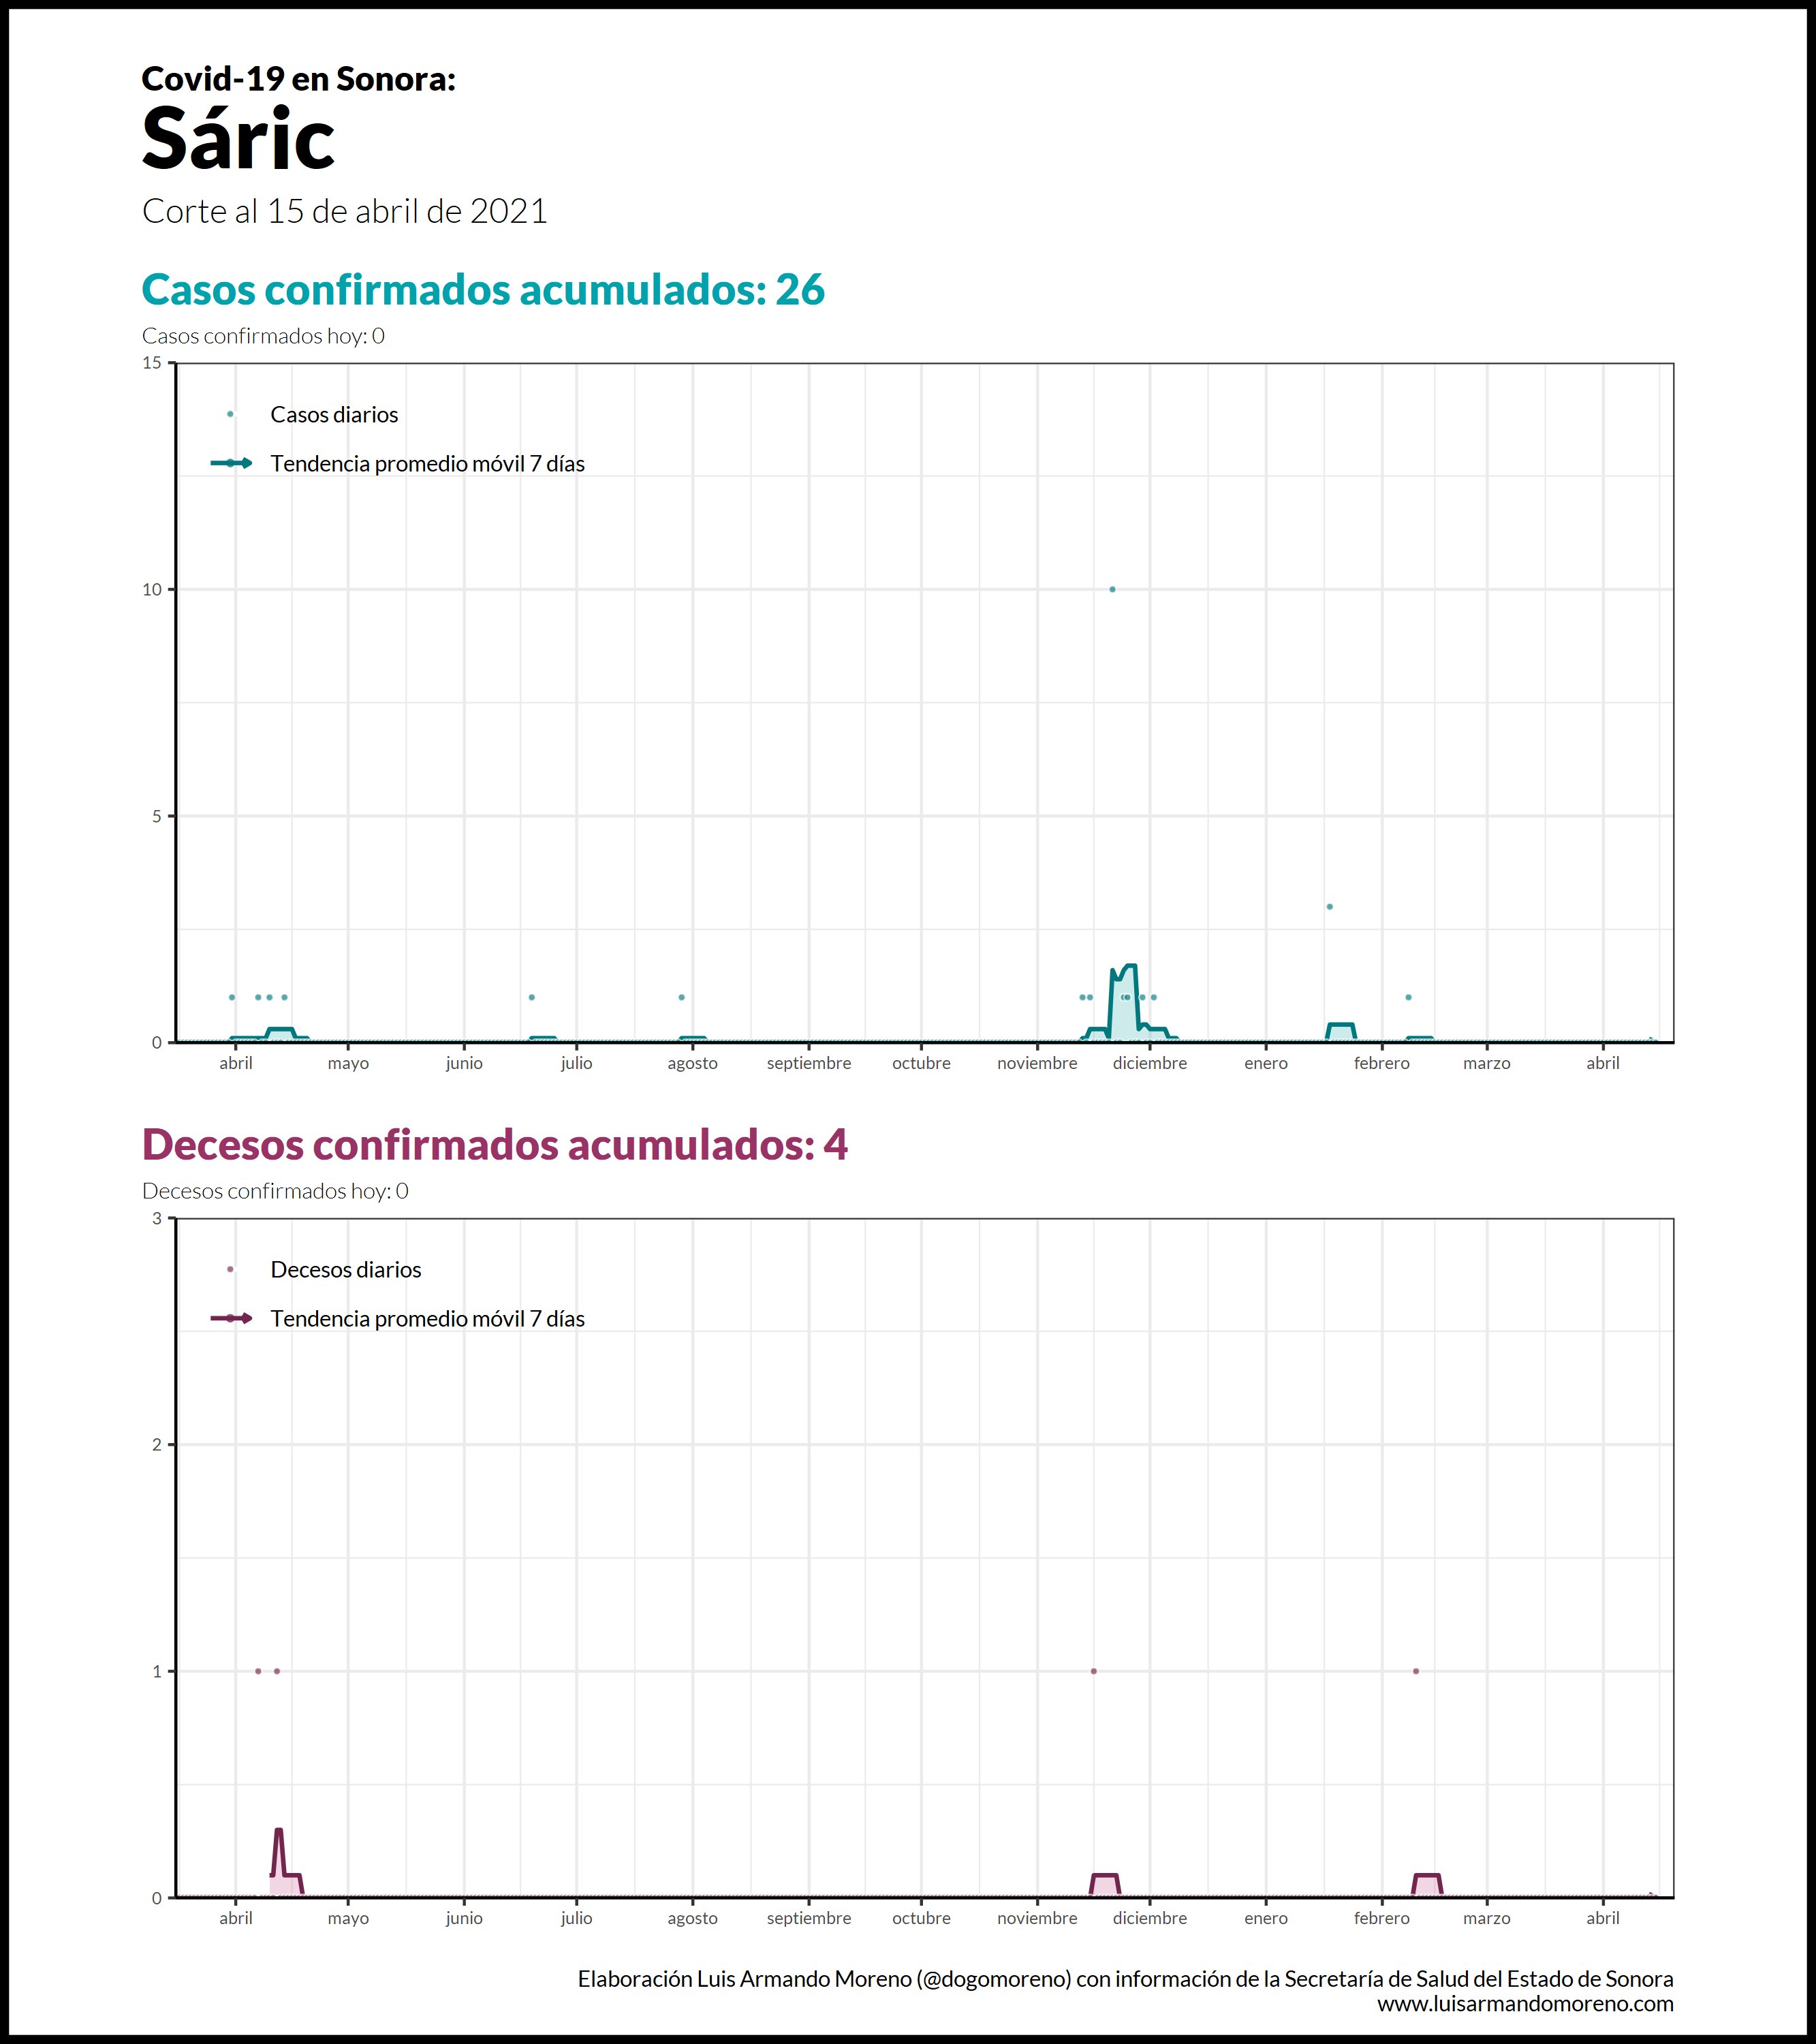 Covid-19 en Sonora:
Sáric
Corte al 15 de abril de 2021
Casos confirmados acumulados: 26
Casos confirmados hoy: 0
15
Casos diarios
Tendencia promedio móvil 7 días
10
5
0
abril mayo junio julio agosto septiembre octubre noviembre diciembre enero febrero marzo abril
Decesos confirmados acumulados: 4
Decesos confirmados hoy: 0
3
Decesos diarios
Tendencia promedio móvil 7 días
2
1
0
abril mayo junio julio agosto septiembre octubre noviembre diciembre enero febrero marzo abril
Elaboración Luis Armando Moreno (@dogomoreno) con información de la Secretaría de Salud del Estado de Sonora
www.luisarmandomoreno.com